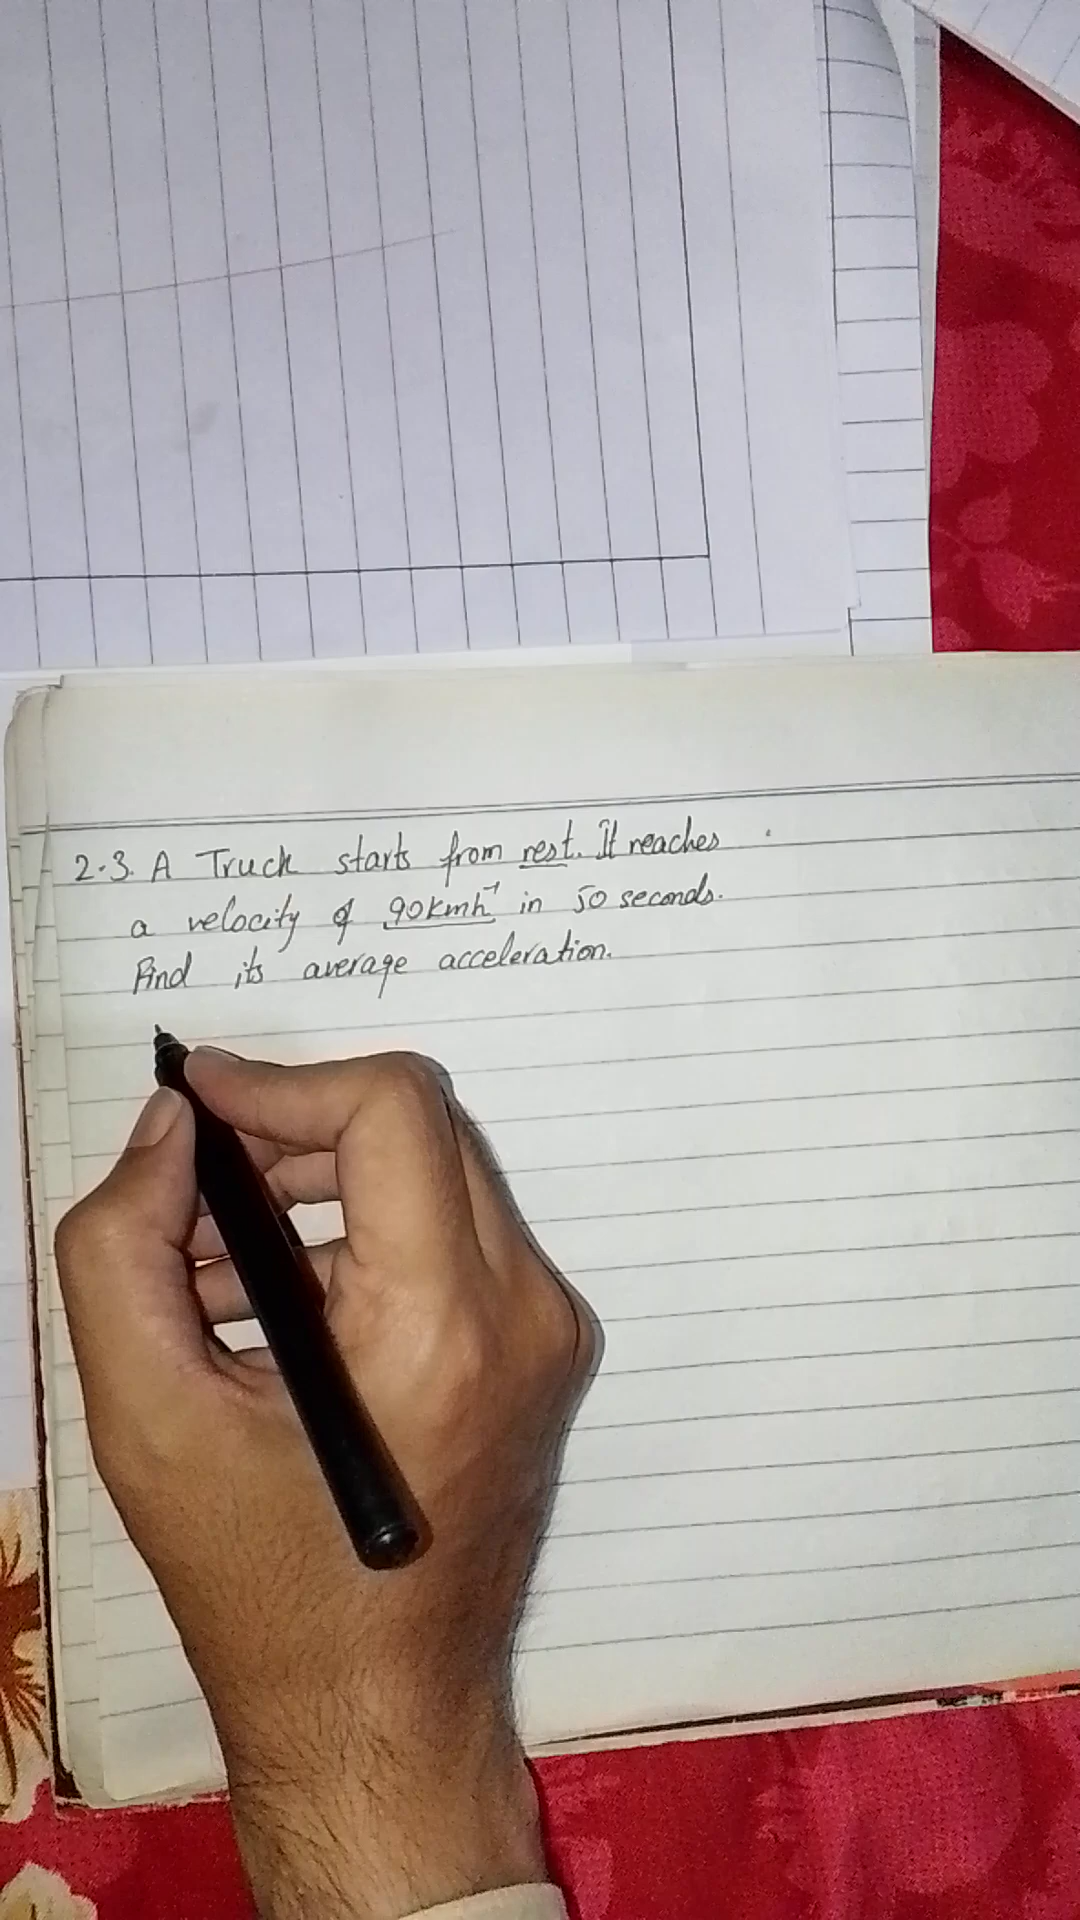 2.3. A Truck starts from rest. It reaches
a velocity of 90kmh⁻¹ in 50 seconds.
Find its average acceleration.